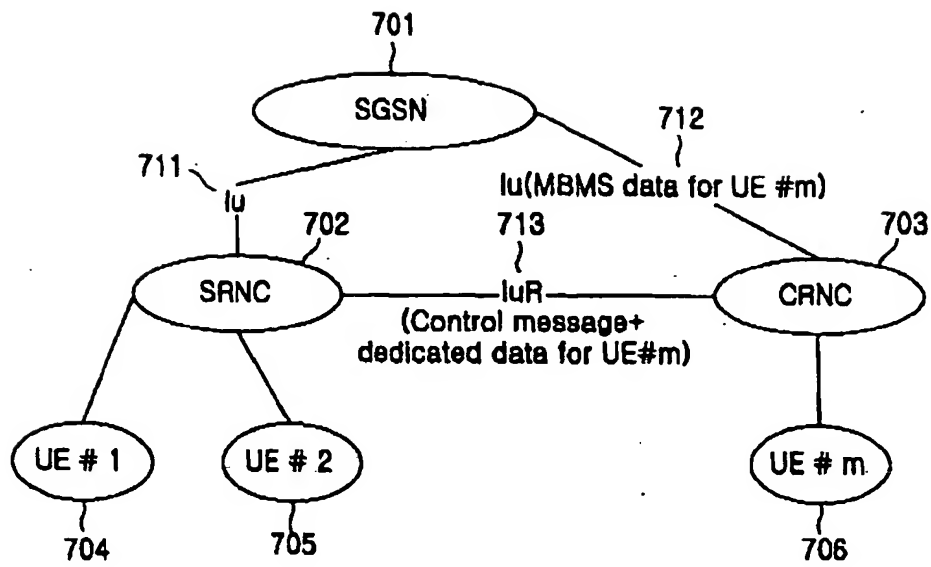 701
SGSN
712
711
Iu
Iu(MBMS data for UE #m)
702
713
703
SRNC
IuR
CRNC
(Control message+
dedicated data for UE#m)
UE # 1
UE # 2
UE # m
704
705
706